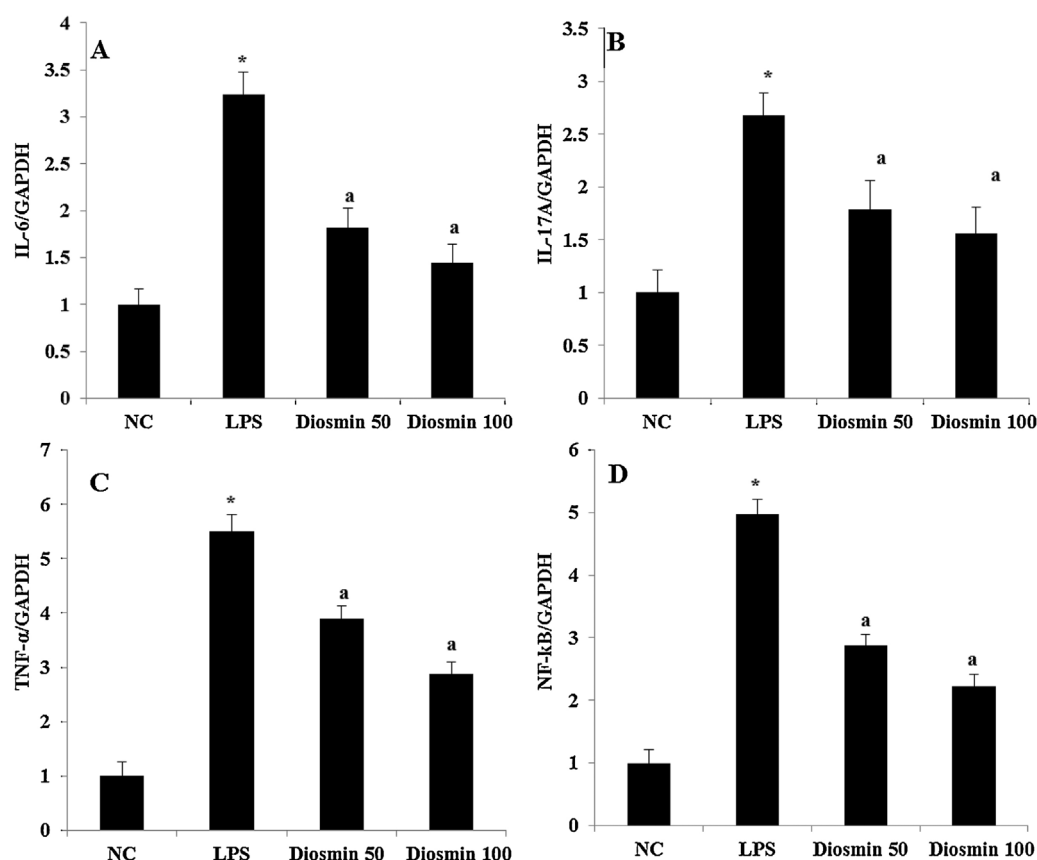 A
IL-6/GAPDH
4
3.5
3
2.5
2
1.5
1
0.5
0
*
a
a
NC LPS Diosmin 50 Diosmin 100
B
IL-17A/GAPDH
3.5
3
2.5
2
1.5
1
0.5
0
*
a
a
NC LPS Diosmin 50 Diosmin 100
C
TNF-α/GAPDH
7
6
5
4
3
2
1
0
*
a
a
NC LPS Diosmin 50 Diosmin 100
D
NF-kB/GAPDH
6
5
4
3
2
1
0
*
a
a
NC LPS Diosmin 50 Diosmin 100